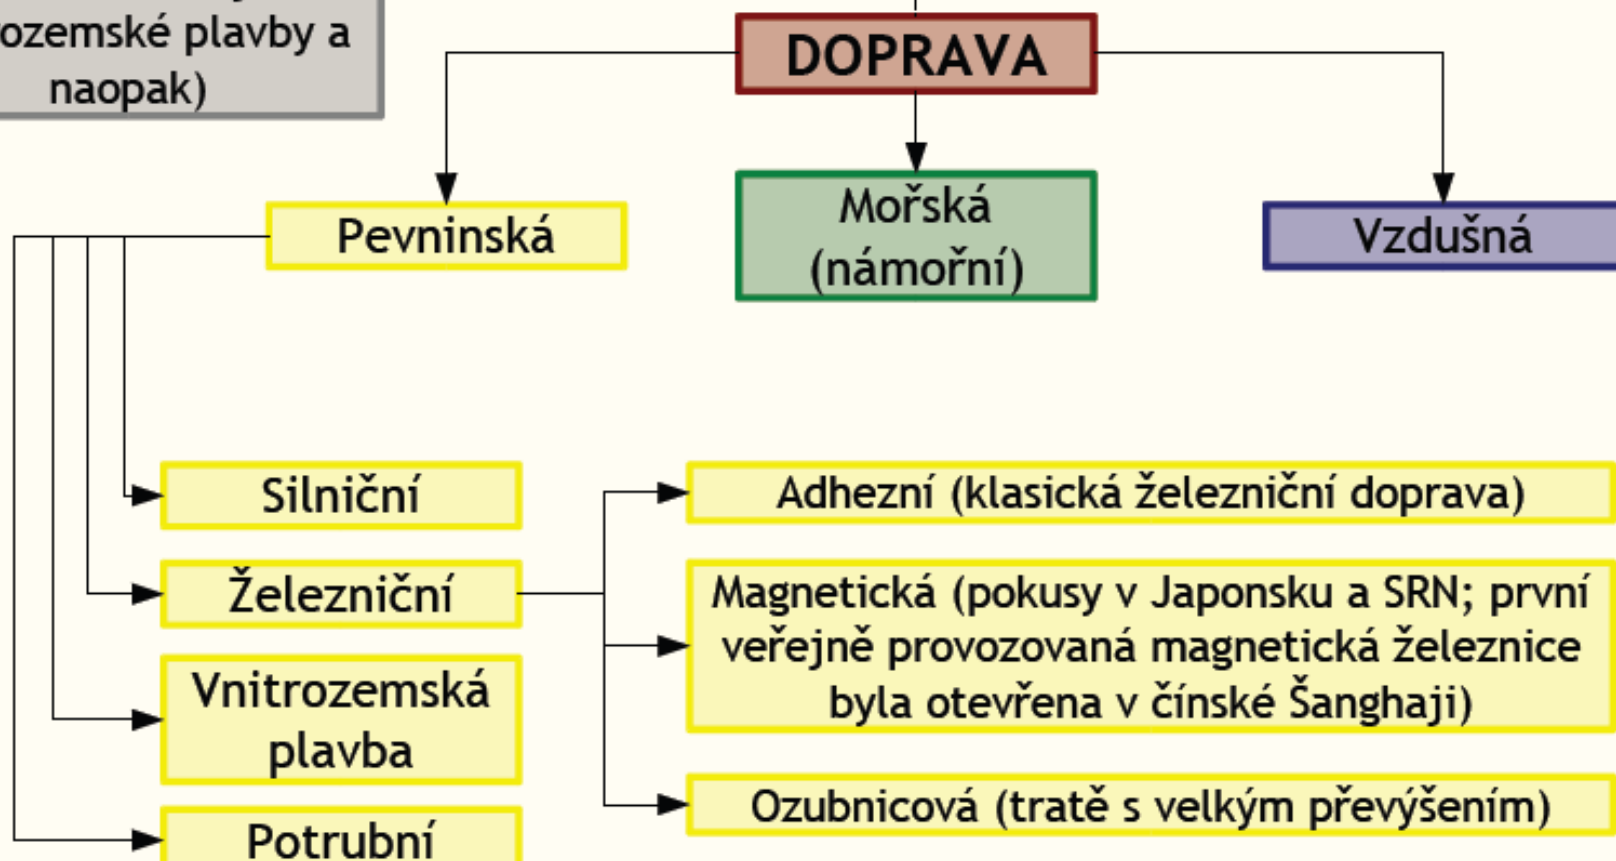 plavby a
naopak)
DOPRAVA
Pevninská
Mořská
(námořní)
Vzdušná
Silniční
Železniční
Vnitrozemská
plavba
Potrubní
Adhezní (klasická železniční doprava)
Magnetická (pokusy v Japonsku a SRN; první
veřejně provozovaná magnetická železnice
byla otevřena v čínské Šanghaji)
Ozubnicová (tratě s velkým převýšením)